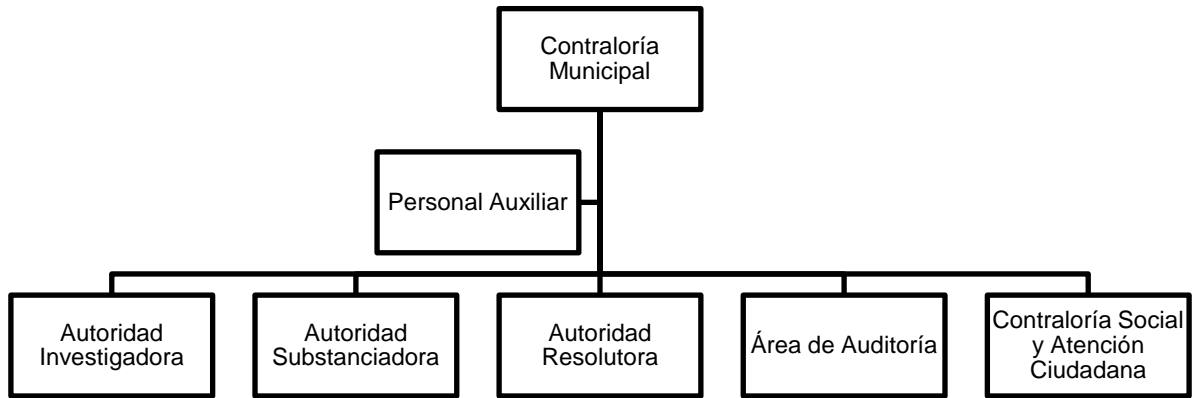 Contraloría
Municipal
Personal Auxiliar
Autoridad
Investigadora
Autoridad
Substanciadora
Autoridad
Resolutora
Área de Auditoría
Contraloría Social
y Atención
Ciudadana